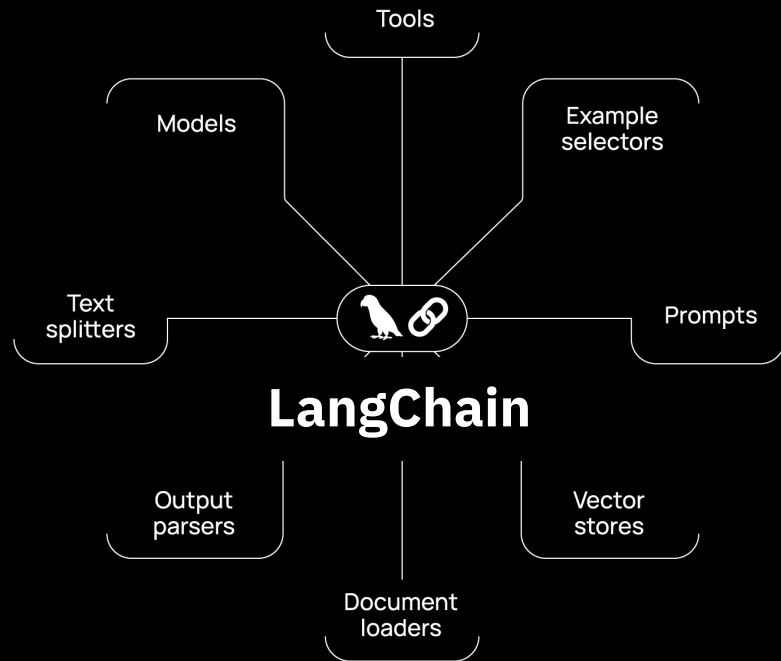 Tools
Models
Example
selectors
Text
splitters
Prompts
LangChain
Output
parsers
Vector
stores
Document
loaders